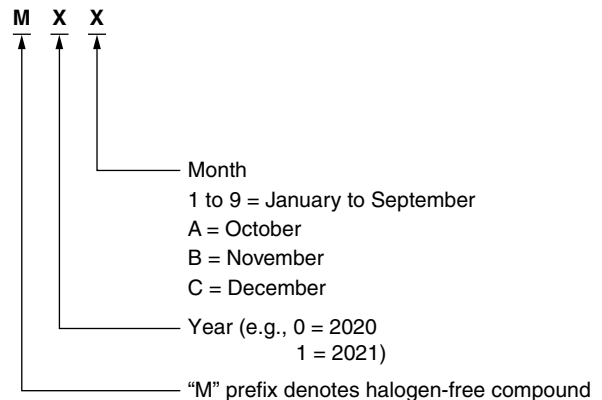 M X X
Month
1 to 9 = January to September
A = October
B = November
C = December
Year (e.g., 0 = 2020
1 = 2021)
“M” prefix denotes halogen-free compound